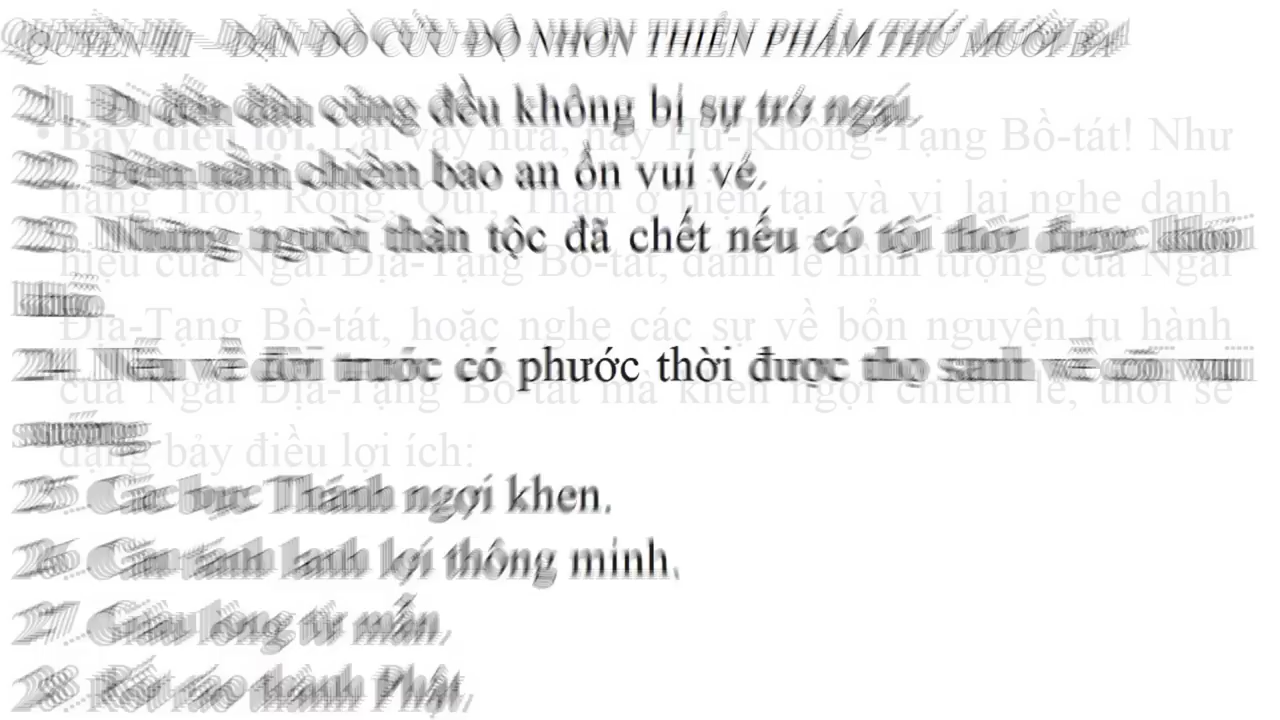 QUYỂN III - DẶN DÒ CỨU ĐỘ NHƠN THIÊN PHẨM THỨ MƯỜI BA
21. Đi đến đâu cũng đều không bị sự trở ngại.
22. Đêm nằm chiêm bao an ổn vui vẻ.
23. Những người thân tộc đã chết nếu có tội thời được khỏi khổ.
24. Nếu về đời trước có phước thời được thọ sanh về cõi vui sướng.
25. Các bực Thánh ngợi khen.
26. Căn tánh lanh lợi thông minh.
27. Giàu lòng từ mẫn.
28. Rốt ráo thành Phật.
• Bảy điều lợi. Lại vậy nữa, này Hư-Không-Tạng Bồ-tát! Như
hàng Trời, Rồng, Quỉ, Thần ở hiện tại và vị lai nghe danh
hiệu của Ngài Địa-Tạng Bồ-tát, đảnh lễ hình tượng của Ngài
Địa-Tạng Bồ-tát, hoặc nghe các sự về bổn nguyện tu hành
của Ngài Địa-Tạng Bồ-tát mà khen ngợi chiêm lễ, thời sẽ
đặng bảy điều lợi ích: